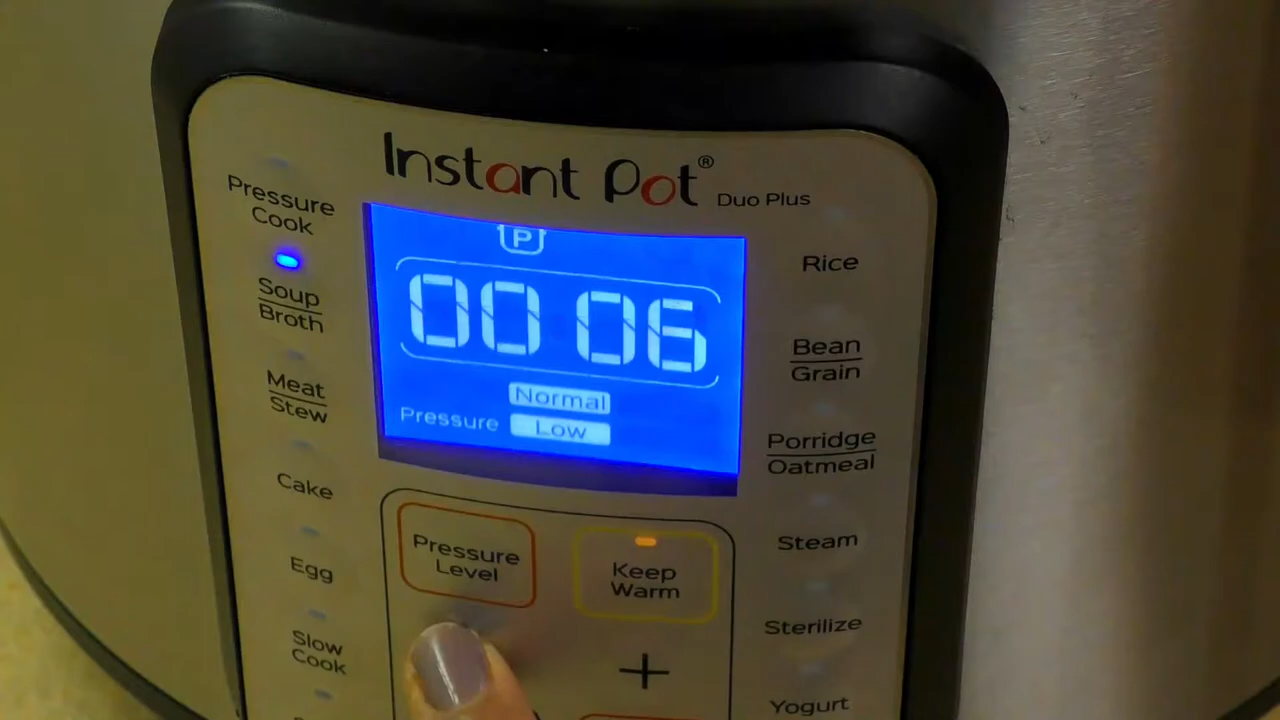 Instant Pot® Duo Plus
Pressure
Cook
Soup
Broth
Meat
Stew
Cake
Egg
Slow
Cook
P
00 06
Normal
Pressure Low
Pressure
Level
Keep
Warm
+
Rice
Bean
Grain
Porridge
Oatmeal
Steam
Sterilize
Yogurt